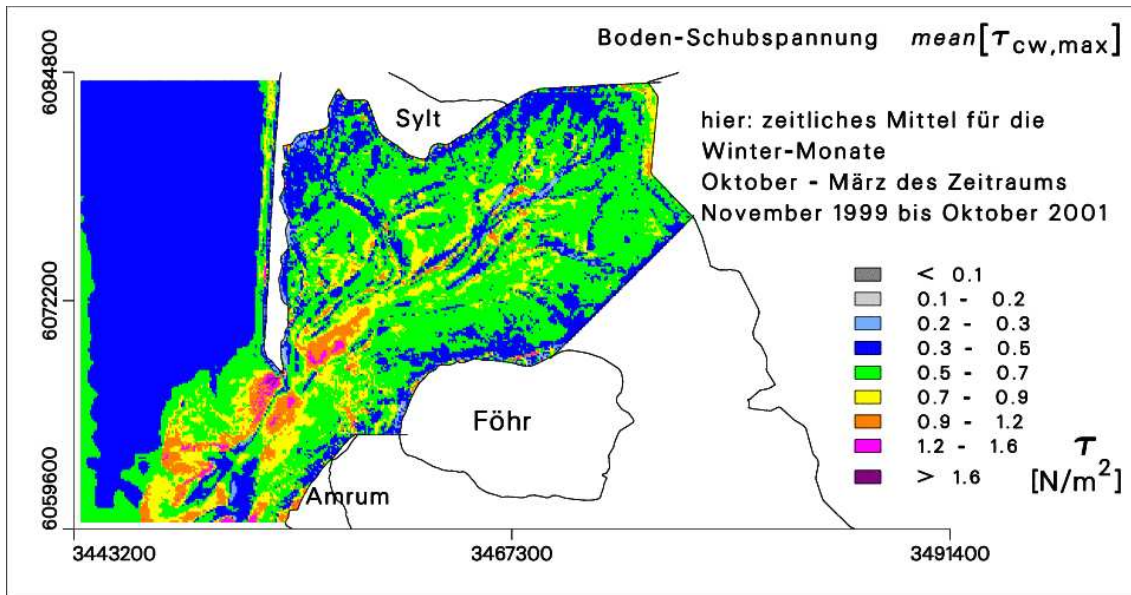 Boden-Schubspannung mean[τcw,max]
6084800
Sylt
hier: zeitliches Mittel für die
Winter-Monate
Oktober - März des Zeitraums
November 1999 bis Oktober 2001
6072200
< 0.1
0.1 - 0.2
0.2 - 0.3
0.3 - 0.5
0.5 - 0.7
0.7 - 0.9
0.9 - 1.2
1.2 - 1.6 τ
> 1.6 [N/m²]
Föhr
Amrum
6059600
3443200 3467300 3491400